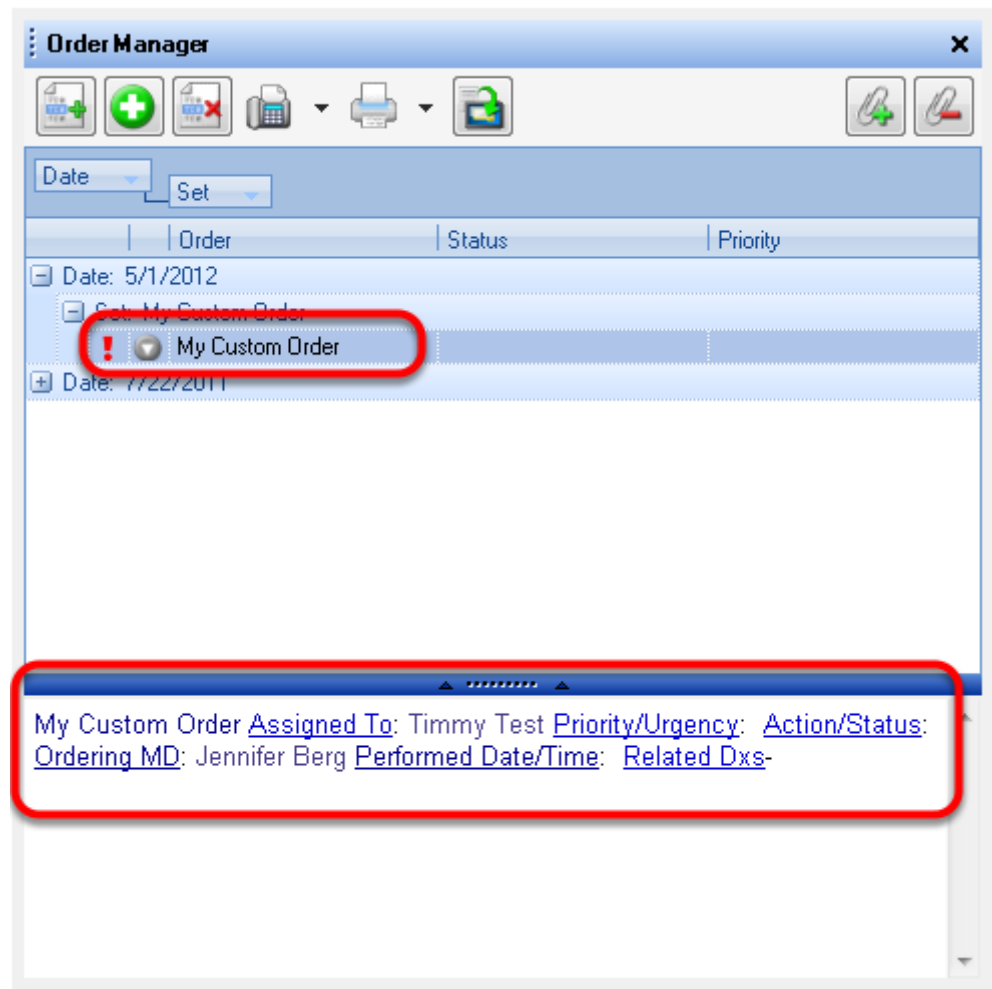 Order Manager
Date
Set
Order Status Priority
Date: 5/1/2012
Set: My Custom Order
! My Custom Order
Date: 7/22/2011
My Custom Order Assigned To: Timmy Test Priority/Urgency: Action/Status:
Ordering MD: Jennifer Berg Performed Date/Time: Related Dxs-